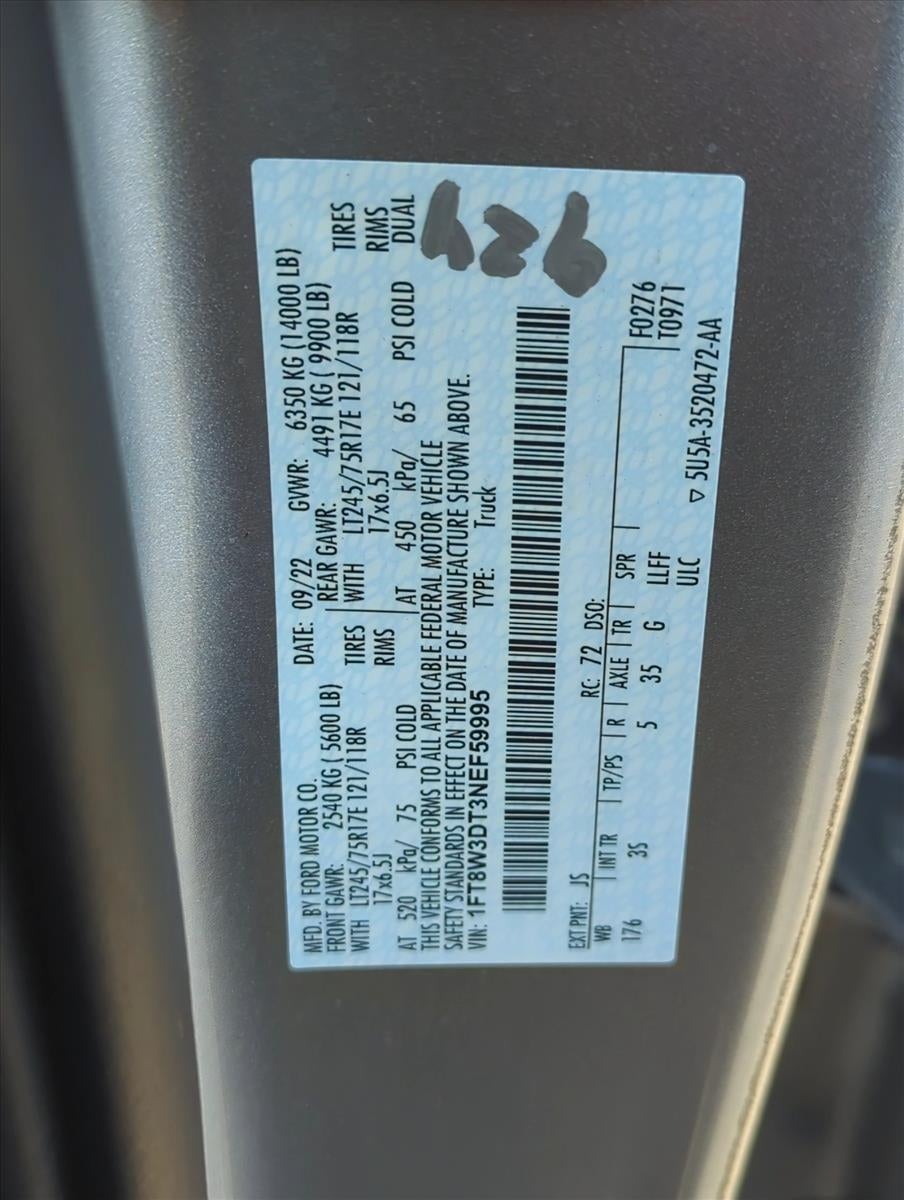 MFD. BY FORD MOTOR CO.
DATE: 09/22 GVWR: 6350 KG (14000 LB)
FRONT GAWR: 2540 KG ( 5600 LB)
REAR GAWR: 4491 KG ( 9900 LB)
WITH LT245/75R17E 121/118R TIRES
WITH LT245/75R17E 121/118R TIRES
17x6.5J RIMS
17x6.5J RIMS
AT 520 kPa/ 75 PSI COLD
AT 450 kPa/ 65 PSI COLD DUAL
THIS VEHICLE CONFORMS TO ALL APPLICABLE FEDERAL MOTOR VEHICLE
SAFETY STANDARDS IN EFFECT ON THE DATE OF MANUFACTURE SHOWN ABOVE.
VIN: 1FT8W3DT3NEF59995 TYPE: Truck
EXT PNT: JS RC: 72 DSO:
WB INT TR TP/PS R AXLE TR SPR
176 3S 5 35 G LLFF
F0276
T0971
ULC
▽ 5U5A-3520472-AA